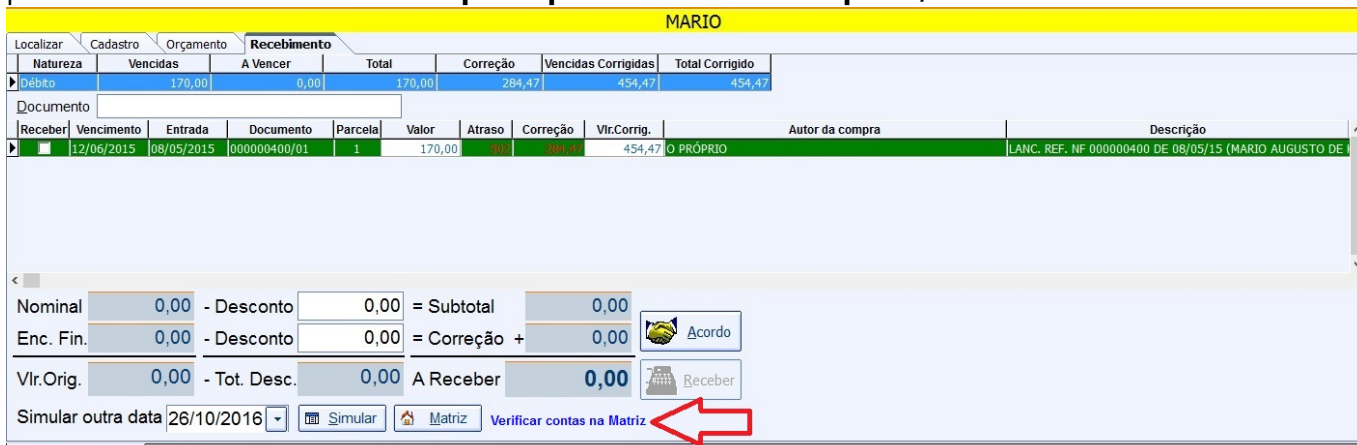 MARIO
Localizar Cadastro Orçamento Recebimento
Natureza Vencidas A Vencer Total Correção Vencidas Corrigidas Total Corrigido
Débito 170,00 0,00 170,00 284,47 454,47 454,47
Documento
Receber Vencimento Entrada Documento Parcela Valor Atraso Correção Vlr.Corrig. Autor da compra Descrição
12/06/2015 08/05/2015 000000400/01 1 170,00 502 284,47 454,47 O PRÓPRIO LANC. REF. NF 000000400 DE 08/05/15 (MARIO AUGUSTO DE
Nominal 0,00 - Desconto 0,00 = Subtotal 0,00
Acordo
Enc. Fin. 0,00 - Desconto 0,00 = Correção + 0,00
Vlr.Orig. 0,00 - Tot. Desc. 0,00 A Receber 0,00 Receber
Simular outra data 26/10/2016 Simular Matriz Verificar contas na Matriz